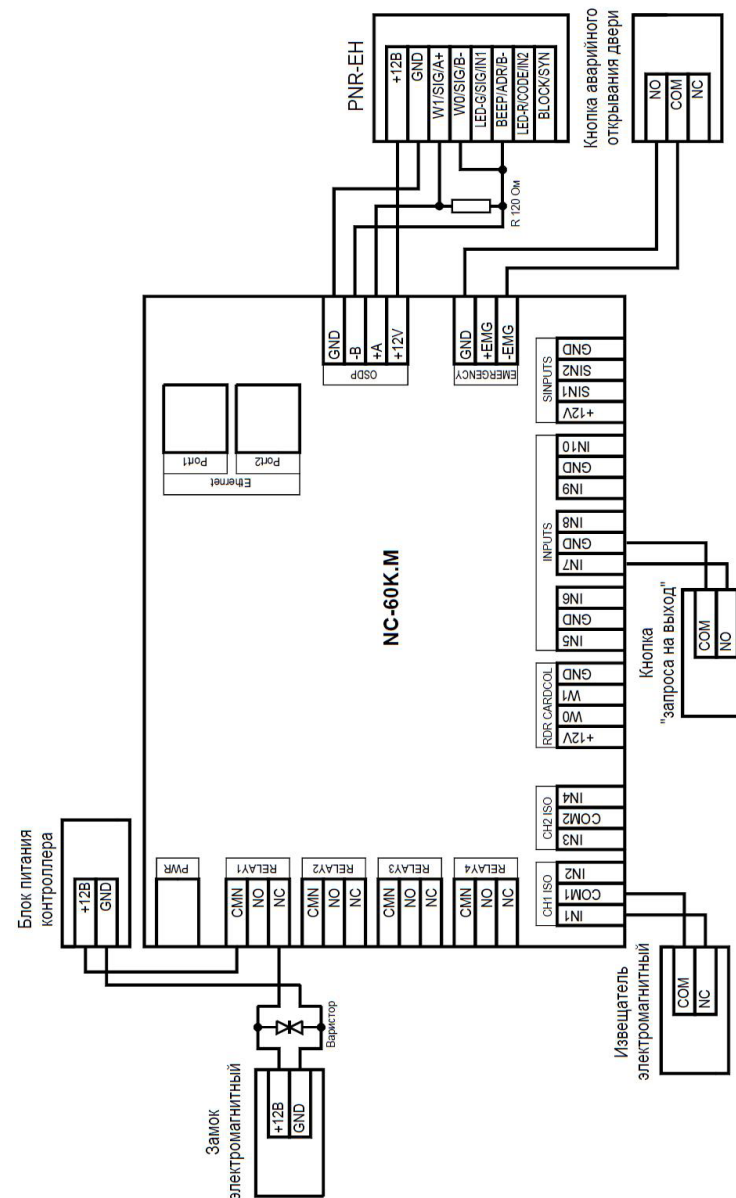 PNR-EH
+12В
GND
W1/SIG/A+
W0/SIG/B-
LED-G/SIG/IN1
BEEP/ADR/B-
LED-R/CODE/IN2
BLOCK/SYN
Кнопка аварийного
открывания двери
NO
COM
NC
R 120 Ом
GND
-B
+A
+12V
OSDP
GND
+EMG
-EMG
EMERGENCY
Port1
Port2
Ethernet
NC-60K.M
GND
SIN2
SIN1
+12V
SINPUTS
IN10
GND
IN9
IN8
GND
IN7
IN6
GND
IN5
INPUTS
GND
W1
W0
+12V
RDR CARDCOL
IN4
COM2
IN3
CH2 ISO
IN2
COM1
IN1
CH1 ISO
PWR
CMN
NO
NC
RELAY1
CMN
NO
NC
RELAY2
CMN
NO
NC
RELAY3
CMN
NO
NC
RELAY4
Блок питания
контроллера
+12В
GND
Варистор
Замок
электромагнитный
+12В
GND
Извещатель
электромагнитный
COM
NC
Кнопка
"запроса на выход"
COM
NO